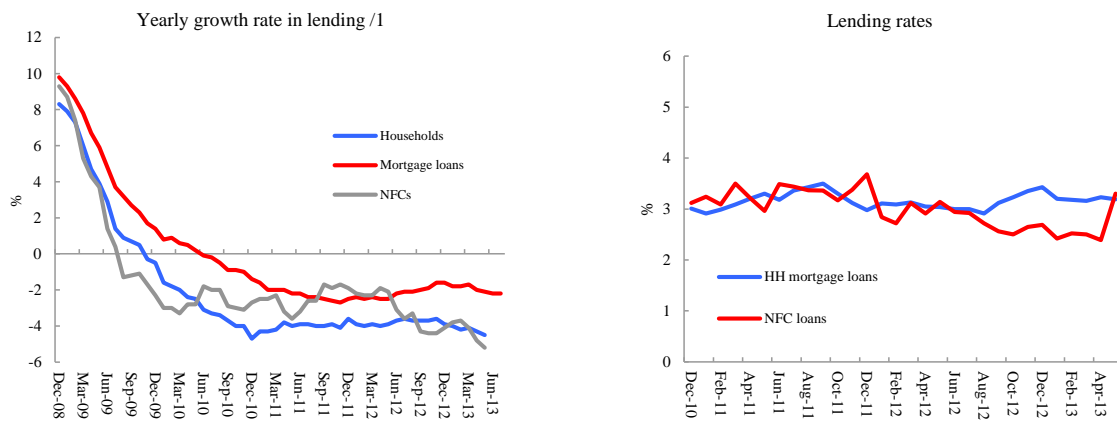 Yearly growth rate in lending /1
12
10
8
6
4
2
0
-2
-4
-6
%
Households
Mortgage loans
NFCs
Dec-08
Mar-09
Jun-09
Sep-09
Dec-09
Mar-10
Jun-10
Sep-10
Dec-10
Mar-11
Jun-11
Sep-11
Dec-11
Mar-12
Jun-12
Sep-12
Dec-12
Mar-13
Jun-13
Lending rates
6
5
4
3
2
1
0
%
HH mortgage loans
NFC loans
Dec-10
Feb-11
Apr-11
Jun-11
Aug-11
Oct-11
Dec-11
Feb-12
Apr-12
Jun-12
Aug-12
Oct-12
Dec-12
Feb-13
Apr-13